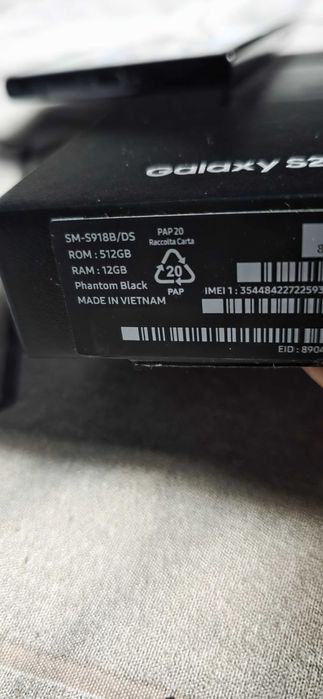 Galaxy S2
SM-S918B/DS
ROM : 512GB
RAM : 12GB
Phantom Black
MADE IN VIETNAM
PAP 20
Raccolta Carta
20
PAP
IMEI 1 : 35448422722593
EID : 8904